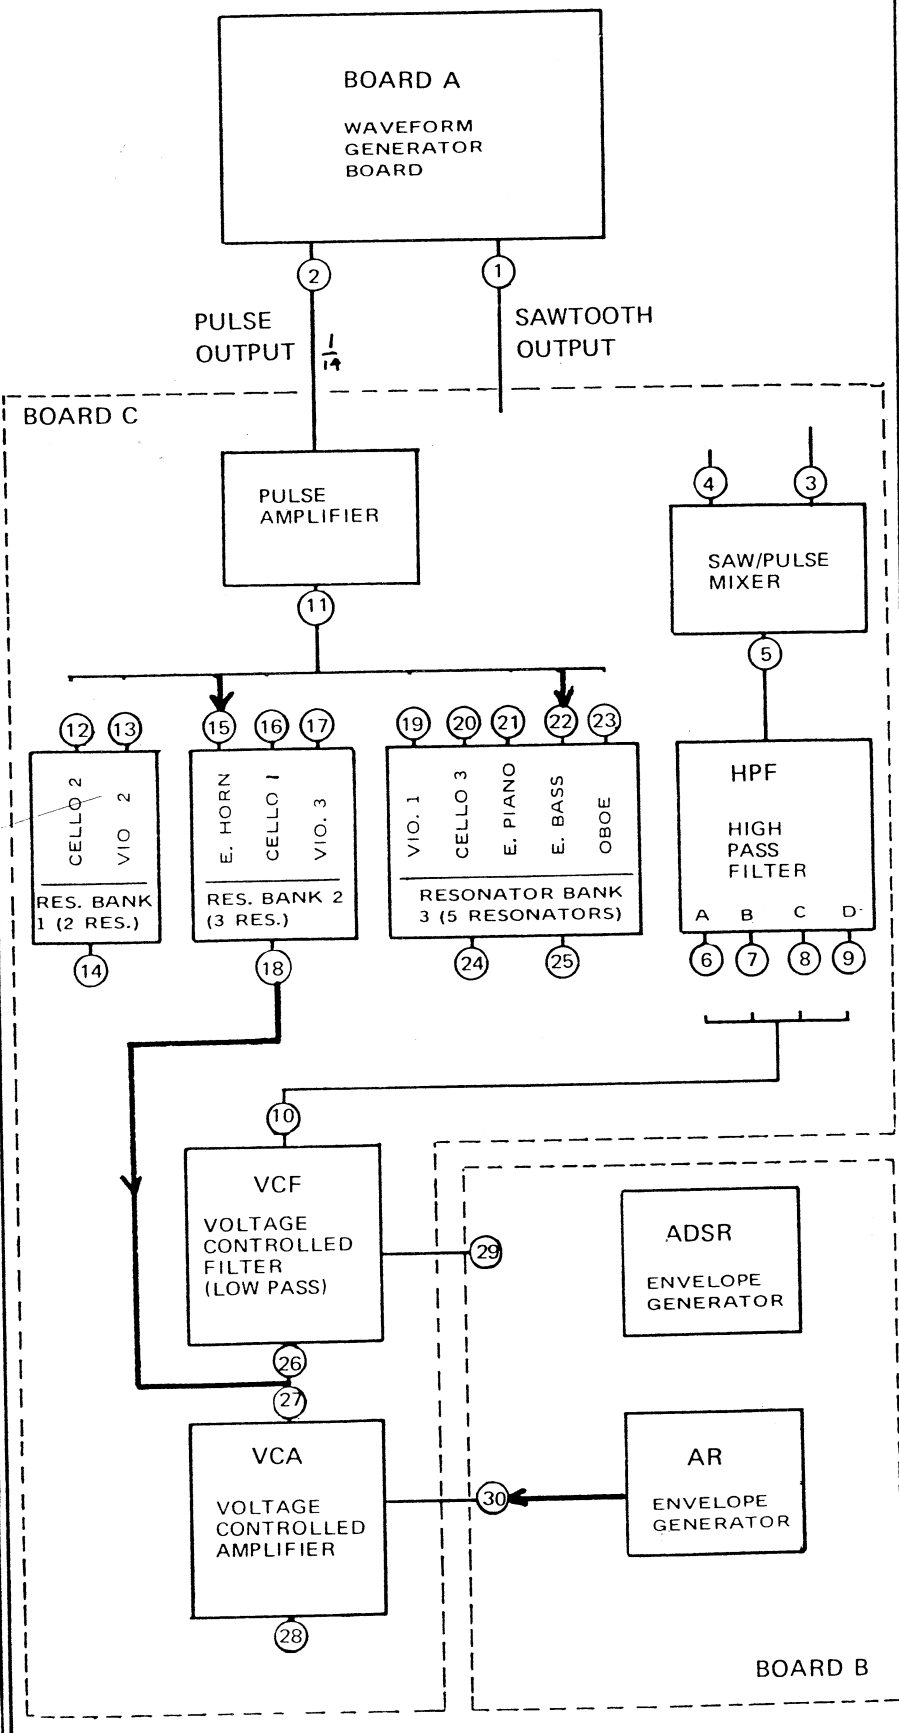 BOARD A
WAVEFORM
GENERATOR
BOARD
2
1
PULSE
OUTPUT
1/14
SAWTOOTH
OUTPUT
BOARD C
PULSE
AMPLIFIER
4
3
SAW/PULSE
MIXER
11
5
12
13
15
16
17
19
20
21
22
23
CELLO 2
VIO 2
E. HORN
CELLO 1
VIO. 3
VIO. 1
CELLO 3
E. PIANO
E. BASS
OBOE
RES. BANK
1 (2 RES.)
RES. BANK 2
(3 RES.)
RESONATOR BANK
3 (5 RESONATORS)
HPF
HIGH
PASS
FILTER
A B C D
6 7 8 9
14
18
24
25
10
VCF
VOLTAGE
CONTROLLED
FILTER
(LOW PASS)
29
ADSR
ENVELOPE
GENERATOR
26
27
VCA
VOLTAGE
CONTROLLED
AMPLIFIER
30
AR
ENVELOPE
GENERATOR
28
BOARD B